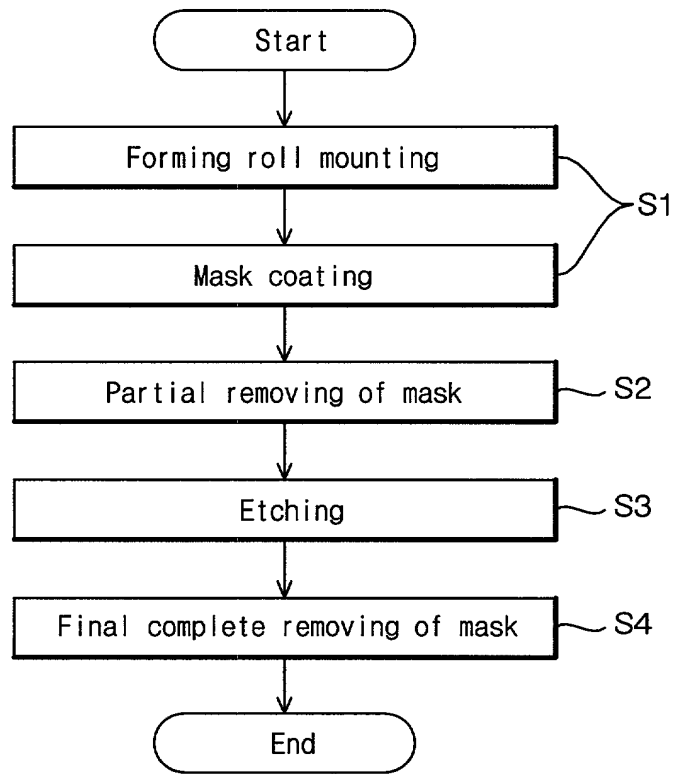 Start
Forming roll mounting
S1
Mask coating
Partial removing of mask
S2
Etching
S3
Final complete removing of mask
S4
End